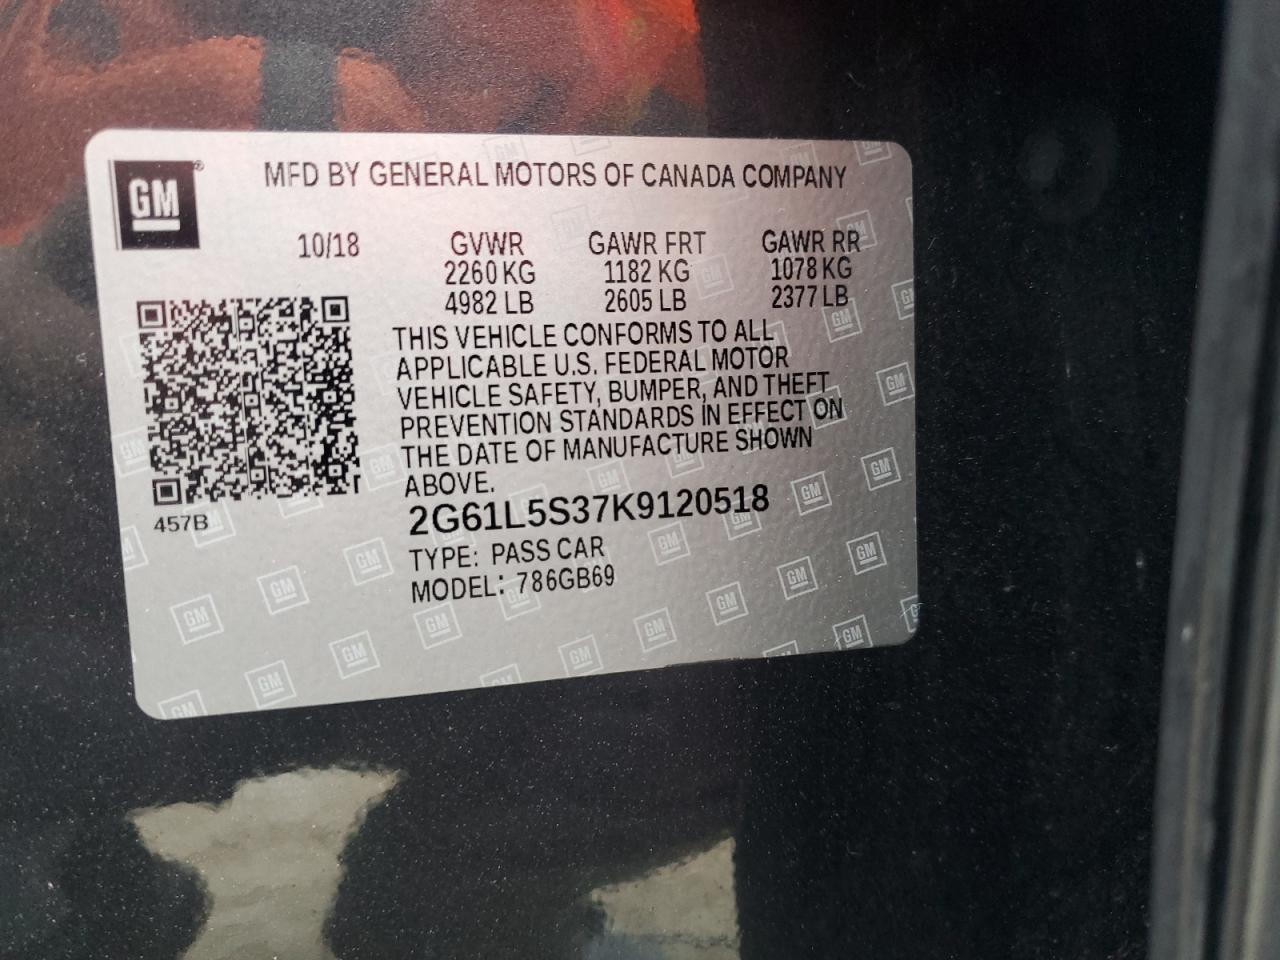 GM®
MFD BY GENERAL MOTORS OF CANADA COMPANY
10/18 GVWR GAWR FRT GAWR RR
2260 KG 1182 KG 1078 KG
4982 LB 2605 LB 2377 LB
THIS VEHICLE CONFORMS TO ALL
APPLICABLE U.S. FEDERAL MOTOR
VEHICLE SAFETY, BUMPER, AND THEFT
PREVENTION STANDARDS IN EFFECT ON
THE DATE OF MANUFACTURE SHOWN
ABOVE.
457B
2G61L5S37K9120518
TYPE: PASS CAR
MODEL: 786GB69